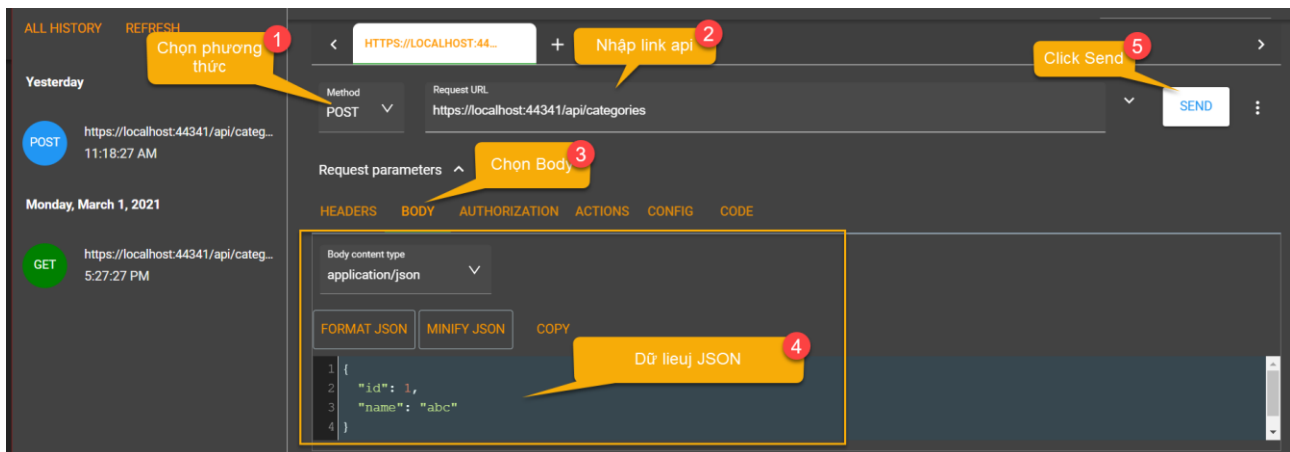 ALL HISTORY REFRESH
Chọn phương
thức
1
Yesterday
POST
https://localhost:44341/api/categ...
11:18:27 AM
Monday, March 1, 2021
GET
https://localhost:44341/api/categ...
5:27:27 PM
HTTPS://LOCALHOST:44...
+
Nhập link api
2
Click Send
5
Method
POST
Request URL
https://localhost:44341/api/categories
SEND
Request parameters
Chọn Body
3
HEADERS BODY AUTHORIZATION ACTIONS CONFIG CODE
Body content type
application/json
FORMAT JSON MINIFY JSON COPY
Dữ lieuj JSON
4
1 {
2 "id": 1,
3 "name": "abc"
4 }